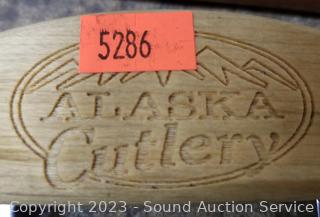 5286
ALASKA
Cutlery
Copyright 2023 - Sound Auction Service